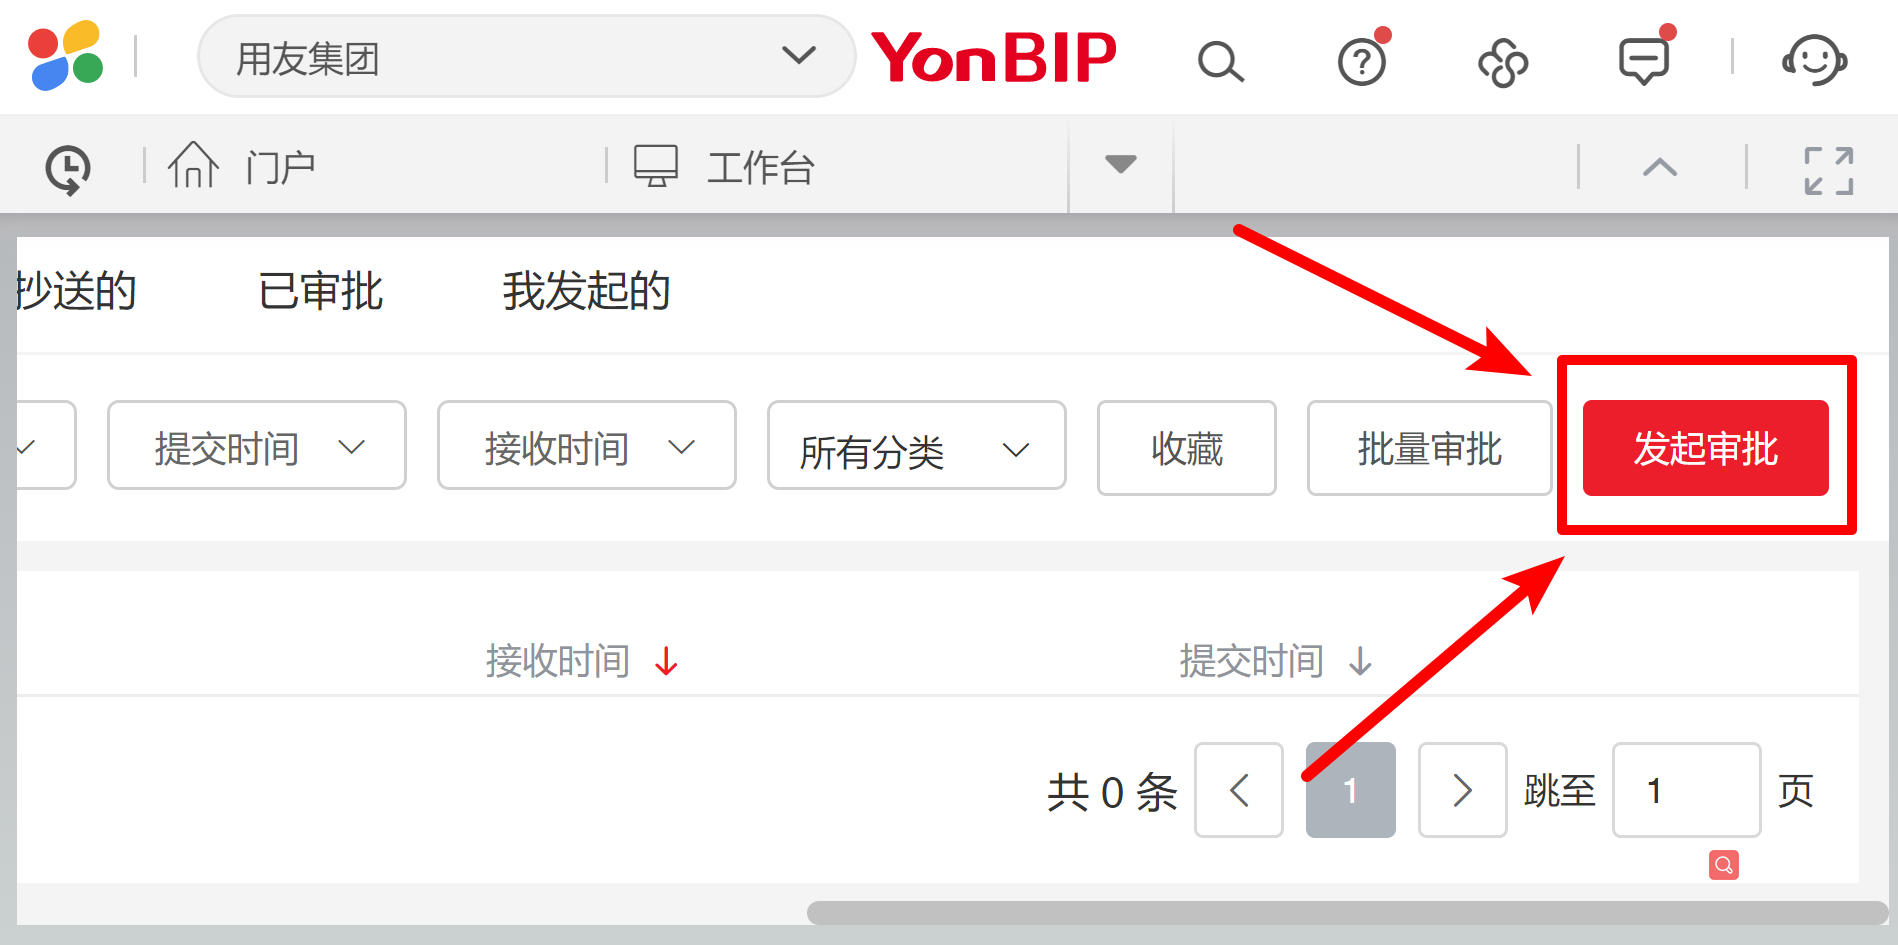 用友集团 YonBIP
门户 工作台
抄送的 已审批 我发起的
提交时间 接收时间 所有分类 收藏 批量审批 发起审批
接收时间 提交时间
共 0 条 1 跳至 1 页